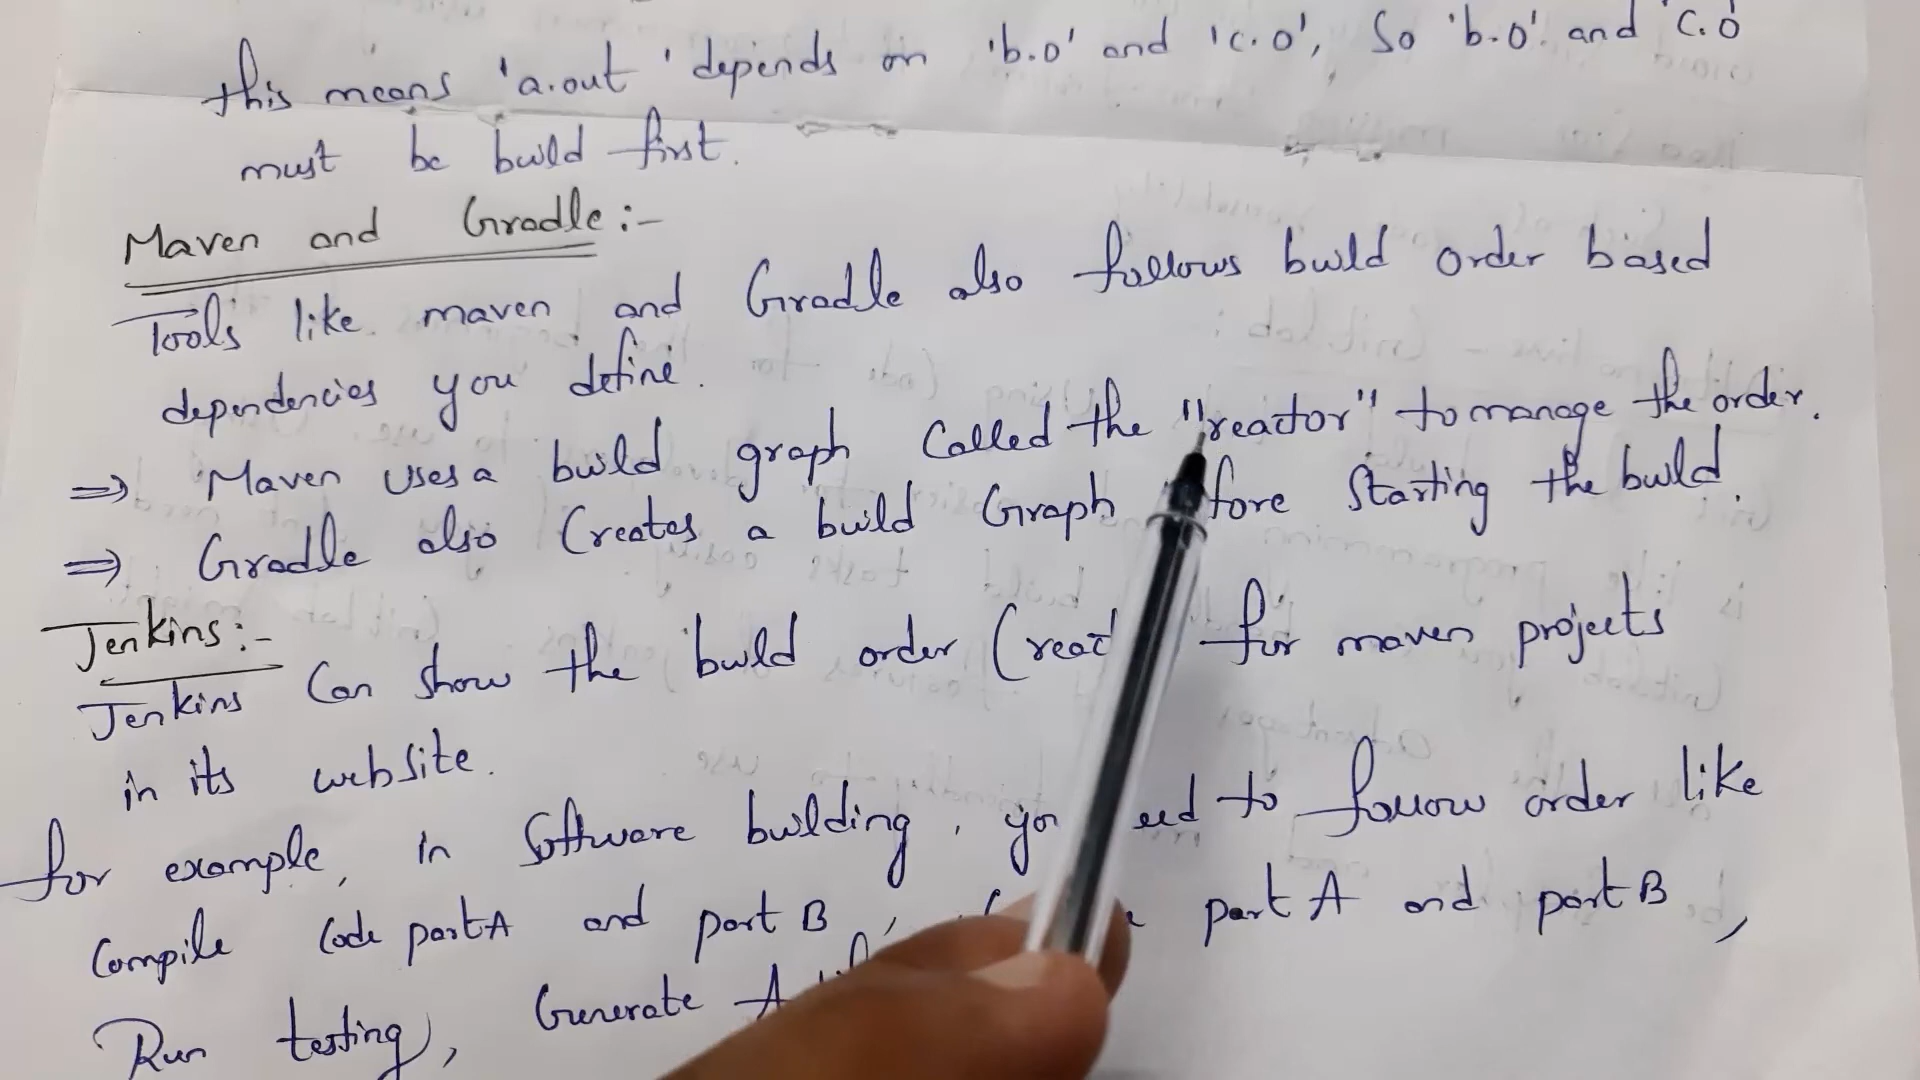 this means 'a.out' depends on 'b.o' and 'c.o', So 'b.o' and 'c.o'
must be build first.
Maven and Gradle:-
Tools like maven and Gradle also follows build order based
dependencies you define.
=> Maven uses a build graph called the "reactor" to manage the order.
=> Gradle also Creates a build Graph fore starting the build.
Jenkins:-
Jenkins Can show the build order (reac for maven projects
in its website.
for example, in Software building, you to follow order like
Compile Code part A and part B, part A and part B,
Run testing, Generate